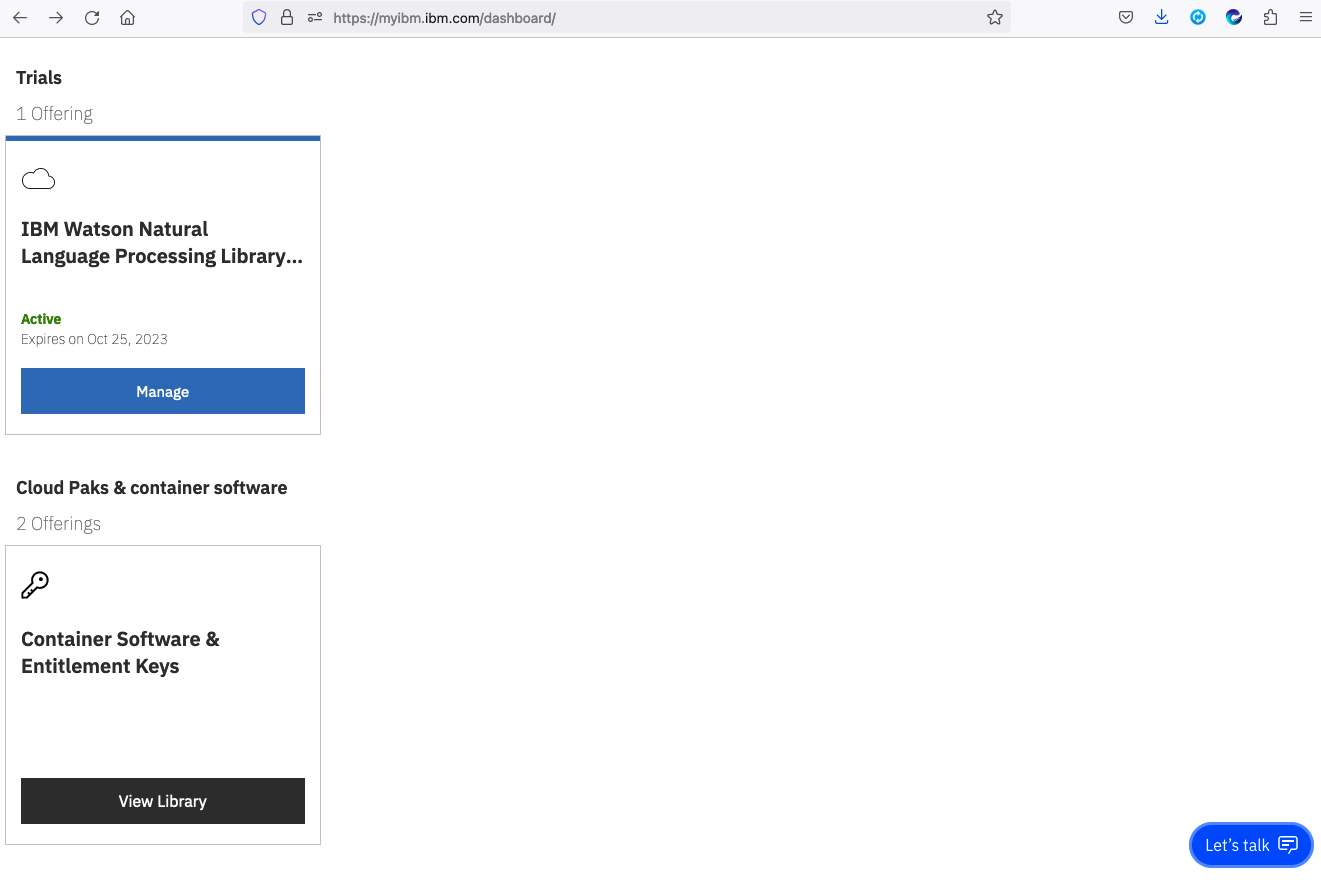 https://myibm.ibm.com/dashboard/
Trials
1 Offering
IBM Watson Natural
Language Processing Library...
Active
Expires on Oct 25, 2023
Manage
Cloud Paks & container software
2 Offerings
Container Software &
Entitlement Keys
View Library
Let's talk